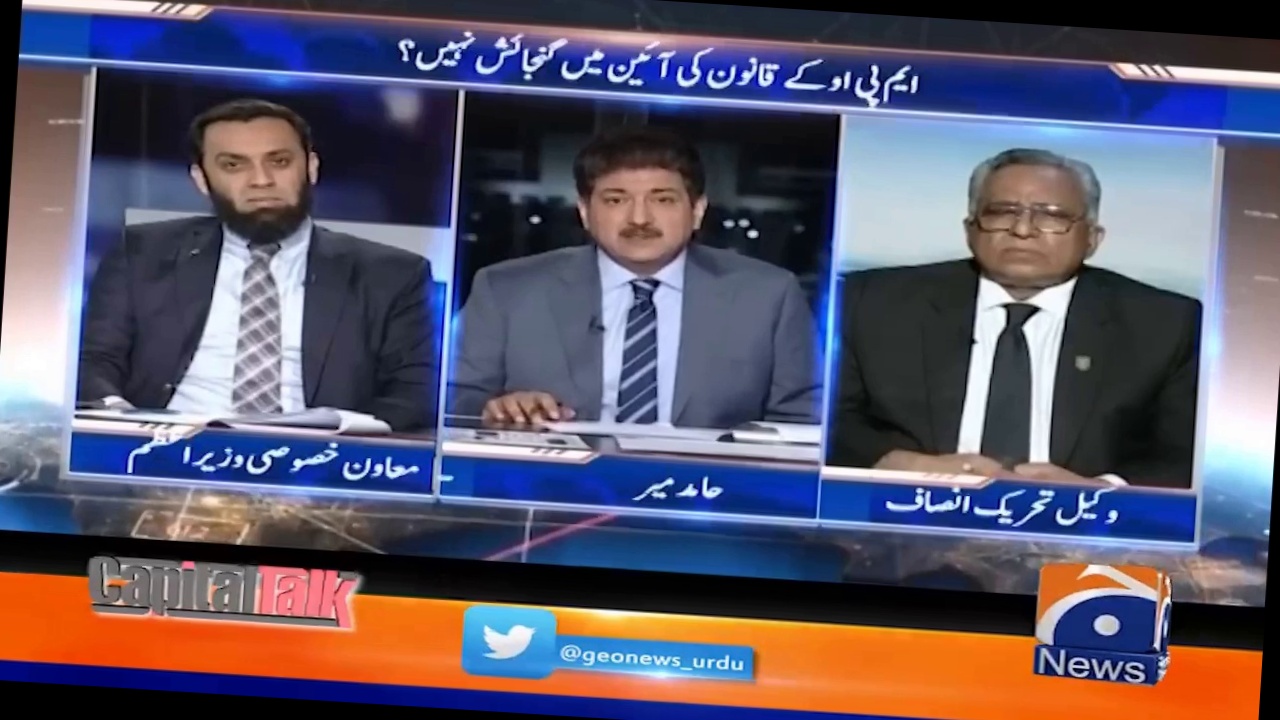 ایم پی او کے قانون کی آئین میں گنجائش نہیں؟
معاون خصوصی وزیراعظم
حامد میر
وکیل تحریک انصاف
Capital Talk
@geonews_urdu
News